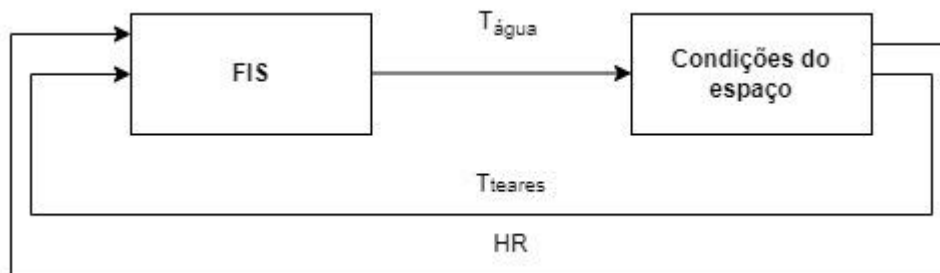 Tágua
FIS
Condições do
espaço
Tteares
HR